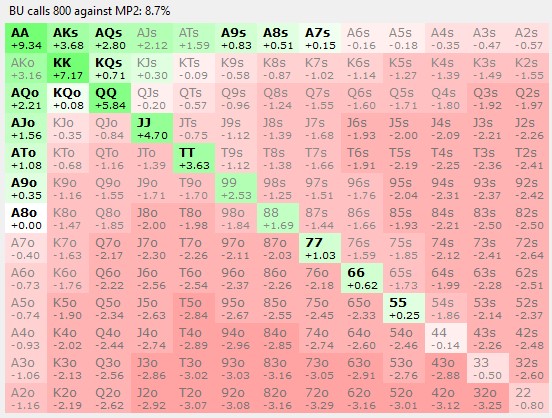 BU calls 800 against MP2: 8.7%
AA AKs AQs AJs ATs A9s A8s A7s A6s A5s A4s A3s A2s
+9.34 +3.68 +2.80 +2.12 +1.59 +0.83 +0.51 +0.15 -0.16 -0.18 -0.35 -0.47 -0.57
AKo KK KQs KJs KTs K9s K8s K7s K6s K5s K4s K3s K2s
+3.16 +7.17 +0.71 +0.30 -0.09 -0.58 -0.87 -1.02 -1.14 -1.27 -1.39 -1.49 -1.55
AQo KQo QQ QJs QTs Q9s Q8s Q7s Q6s Q5s Q4s Q3s Q2s
+2.21 +0.08 +5.84 -0.20 -0.57 -0.96 -1.24 -1.55 -1.60 -1.71 -1.80 -1.92 -1.97
AJo KJo QJo JJ JTs J9s J8s J7s J6s J5s J4s J3s J2s
+1.56 -0.35 -0.84 +4.70 -0.75 -1.12 -1.39 -1.68 -1.93 -2.00 -2.09 -2.21 -2.26
ATo KTo QTo JTo TT T9s T8s T7s T6s T5s T4s T3s T2s
+1.08 -0.68 -1.16 -1.39 +3.63 -1.12 -1.38 -1.66 -1.91 -2.19 -2.25 -2.36 -2.41
A9o K9o Q9o J9o T9o 99 98s 97s 96s 95s 94s 93s 92s
+0.35 -1.16 -1.55 -1.71 -1.70 +2.53 -1.25 -1.51 -1.76 -2.04 -2.31 -2.37 -2.42
A8o K8o Q8o J8o T8o 98o 88 87s 86s 85s 84s 83s 82s
+0.00 -1.47 -1.85 -2.00 -1.98 -1.84 +1.69 -1.44 -1.66 -1.93 -2.21 -2.50 -2.50
A7o K7o Q7o J7o T7o 97o 87o 77 76s 75s 74s 73s 72s
-0.40 -1.63 -2.17 -2.30 -2.26 -2.11 -2.03 +1.03 -1.59 -1.85 -2.12 -2.41 -2.64
A6o K6o Q6o J6o T6o 96o 86o 76o 66 65s 64s 63s 62s
-0.73 -1.76 -2.22 -2.56 -2.54 -2.37 -2.26 -2.18 +0.62 -1.73 -1.99 -2.28 -2.51
A5o K5o Q5o J5o T5o 95o 85o 75o 65o 55 54s 53s 52s
-0.74 -1.90 -2.34 -2.63 -2.84 -2.67 -2.55 -2.45 -2.33 +0.25 -1.86 -2.14 -2.37
A4o K4o Q4o J4o T4o 94o 84o 74o 64o 54o 44 43s 42s
-0.93 -2.02 -2.44 -2.74 -2.89 -2.96 -2.85 -2.74 -2.60 -2.46 -0.14 -2.26 -2.48
A3o K3o Q3o J3o T3o 93o 83o 73o 63o 53o 43o 33 32s
-1.06 -2.13 -2.56 -2.86 -3.02 -3.03 -3.16 -3.05 -2.91 -2.76 -2.88 -0.50 -2.60
A2o K2o Q2o J2o T2o 92o 82o 72o 62o 52o 42o 32o 22
-1.16 -2.19 -2.62 -2.92 -3.07 -3.08 -3.16 -3.29 -3.16 -3.01 -3.12 -3.25 -0.80